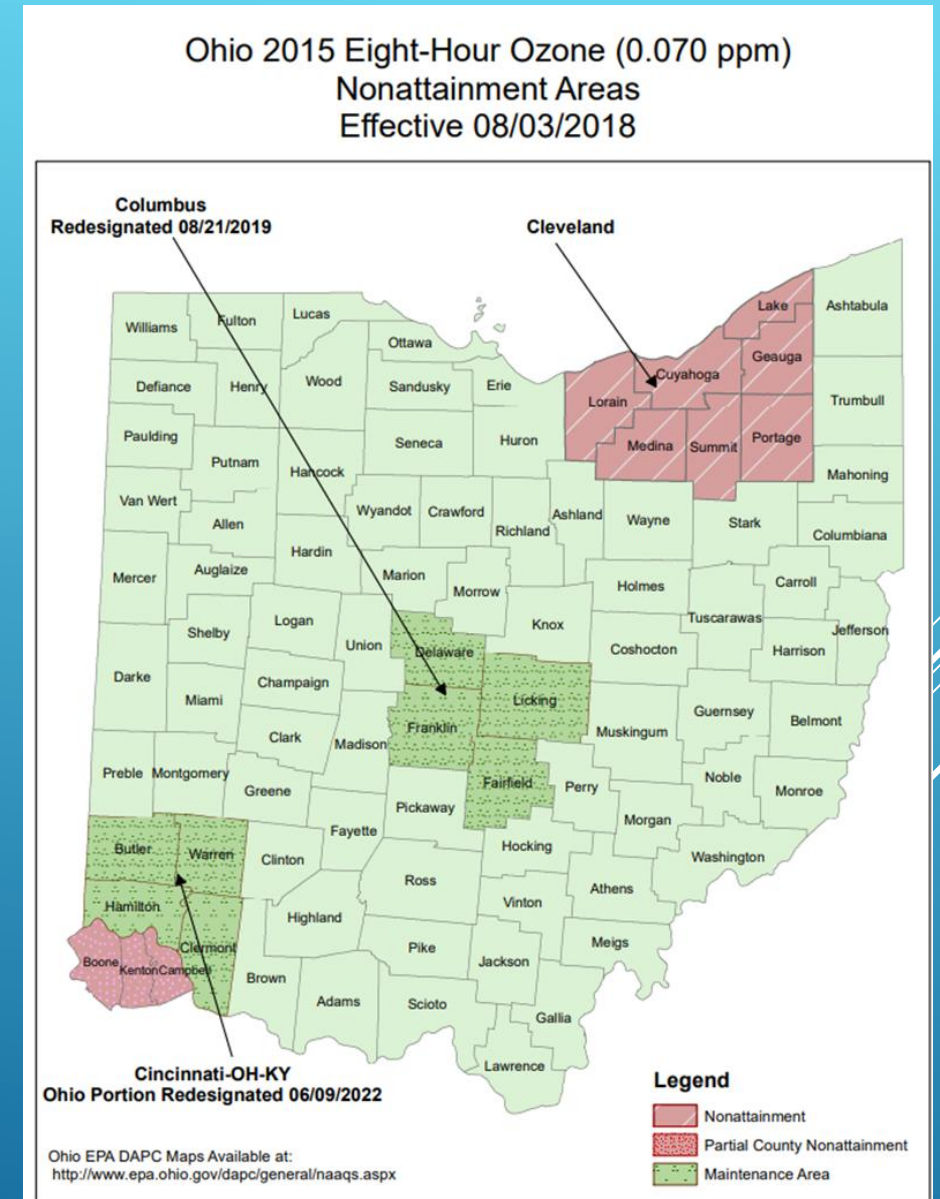 Ohio 2015 Eight-Hour Ozone (0.070 ppm)
Nonattainment Areas
Effective 08/03/2018
Columbus
Redesignated 08/21/2019
Cleveland
Williams
Fulton
Lucas
Ottawa
Lake
Ashtabula
Geauga
Cuyahoga
Defiance
Henry
Wood
Sandusky
Erie
Lorain
Trumbull
Paulding
Putnam
Hancock
Seneca
Huron
Medina
Summit
Portage
Mahoning
Van Wert
Allen
Wyandot
Crawford
Richland
Ashland
Wayne
Stark
Columbiana
Mercer
Auglaize
Hardin
Marion
Morrow
Holmes
Carroll
Tuscarawas
Jefferson
Shelby
Logan
Union
Delaware
Knox
Coshocton
Harrison
Darke
Miami
Champaign
Licking
Guernsey
Belmont
Clark
Madison
Franklin
Muskingum
Preble
Montgomery
Greene
Fairfield
Perry
Noble
Monroe
Pickaway
Morgan
Fayette
Butler
Warren
Clinton
Hocking
Washington
Ross
Athens
Hamilton
Highland
Vinton
Clermont
Pike
Jackson
Meigs
Boone
Kenton
Campbell
Brown
Adams
Scioto
Gallia
Lawrence
Cincinnati-OH-KY
Ohio Portion Redesignated 06/09/2022
Legend
Nonattainment
Partial County Nonattainment
Maintenance Area
Ohio EPA DAPC Maps Available at:
http://www.epa.ohio.gov/dapc/general/naaqs.aspx